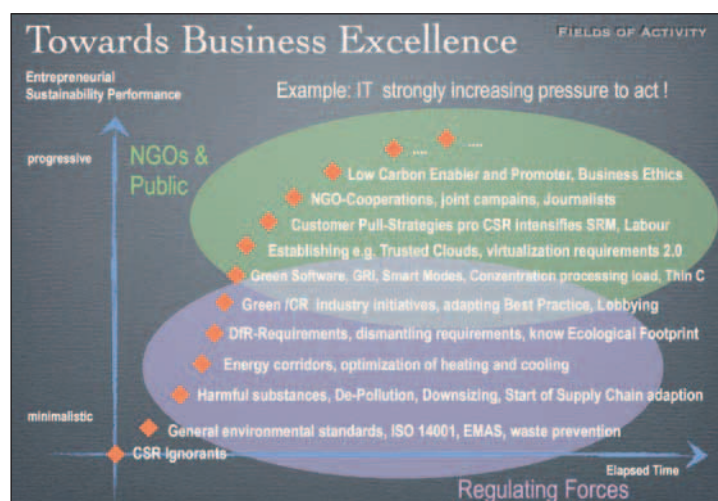 Towards Business Excellence
FIELDS OF ACTIVITY
Entrepreneurial
Sustainability Performance
Example: IT strongly increasing pressure to act !
progressive
NGOs &
Public
....
....
Low Carbon Enabler and Promoter, Business Ethics
NGO-Cooperations, joint campains, Journalists
Customer Pull-Strategies pro CSR intensifies SRM, Labour
Establishing e.g. Trusted Clouds, virtualization requirements 2.0
Green Software, GRI, Smart Modes, Conzentration processing load, Thin C
Green /CR industry initiatives, adapting Best Practice, Lobbying
DfR-Requirements, dismantling requirements, know Ecological Footprint
Energy corridors, optimization of heating and cooling
Harmful substances, De-Pollution, Downsizing, Start of Supply Chain adaption
minimalistic
General environmental standards, ISO 14001, EMAS, waste prevention
CSR Ignorants
Elapsed Time
Regulating Forces